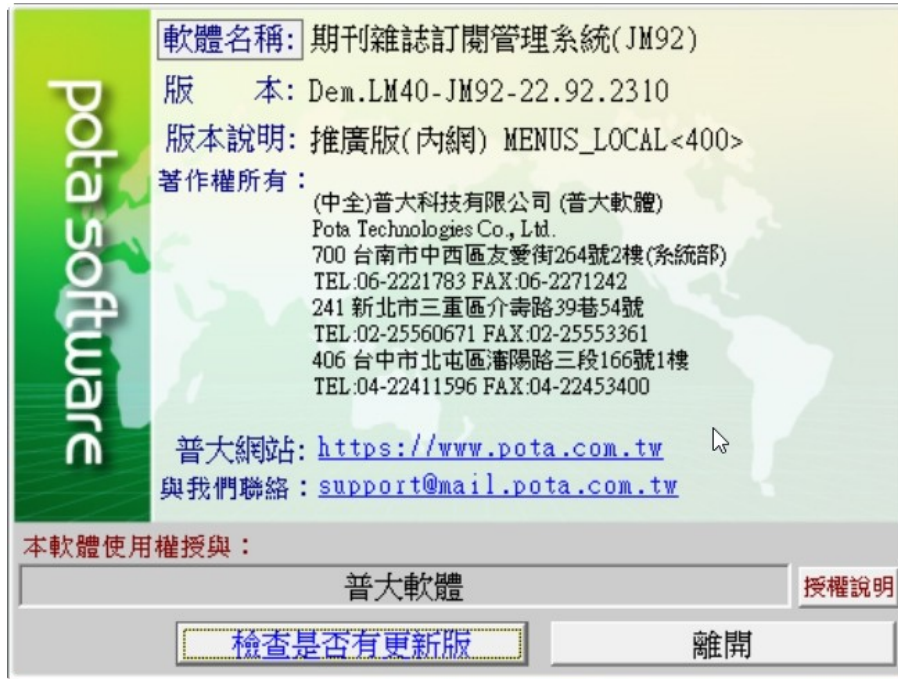 pota software
軟體名稱: 期刊雜誌訂閱管理系統(JM92)
版　　本: Dem.LM40-JM92-22.92.2310
版本說明: 推廣版(內網) MENUS_LOCAL<400>
著作權所有：
(中全)普大科技有限公司 (普大軟體)
Pota Technologies Co., Ltd.
700 台南市中西區友愛街264號2樓(系統部)
TEL:06-2221783 FAX:06-2271242
241 新北市三重區介壽路39巷54號
TEL:02-25560671 FAX:02-25553361
406 台中市北屯區瀋陽路三段166號1樓
TEL:04-22411596 FAX:04-22453400
普大網站: https://www.pota.com.tw
與我們聯絡：support@mail.pota.com.tw
本軟體使用權授與：
普大軟體
授權說明
檢查是否有更新版
離開